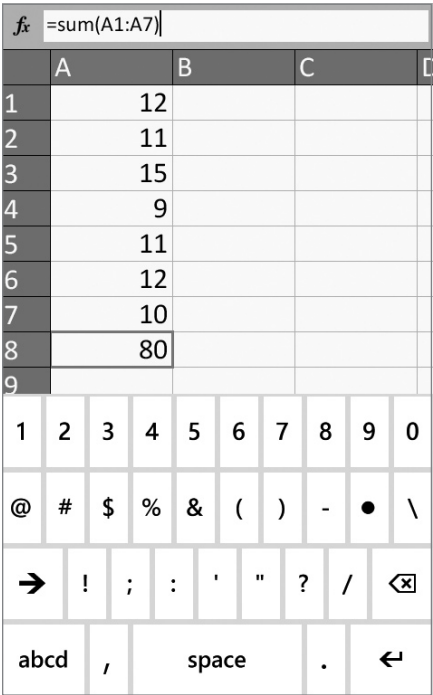 fx =sum(A1:A7)
A B C D
1 12
2 11
3 15
4 9
5 11
6 12
7 10
8 80
9
1 2 3 4 5 6 7 8 9 0
@ # $ % & ( ) - ● \
→ ! ; : ' " ? /
abcd , space . ↵